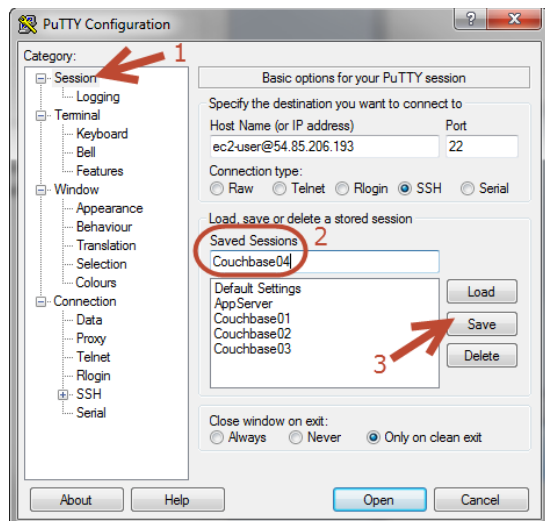 PuTTY Configuration
?
X
Category:
1
Session
Logging
Terminal
Keyboard
Bell
Features
Window
Appearance
Behaviour
Translation
Selection
Colours
Connection
Data
Proxy
Telnet
Rlogin
SSH
Serial
Basic options for your PuTTY session
Specify the destination you want to connect to
Host Name (or IP address) Port
ec2-user@54.85.206.193 22
Connection type:
Raw Telnet Rlogin SSH Serial
Load, save or delete a stored session
Saved Sessions 2
Couchbase04
Default Settings
AppServer
Couchbase01
Couchbase02
Couchbase03
Load
Save
Delete
3
Close window on exit:
Always Never Only on clean exit
About Help Open Cancel